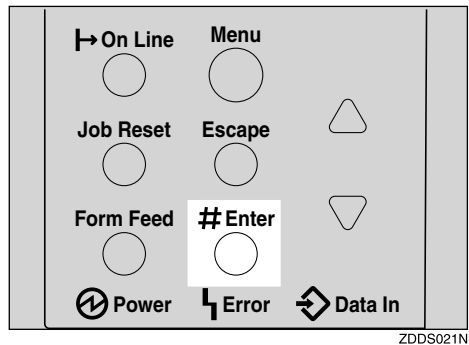 On Line Menu
Job Reset Escape
Form Feed # Enter
Power Error Data In
ZDDS021N